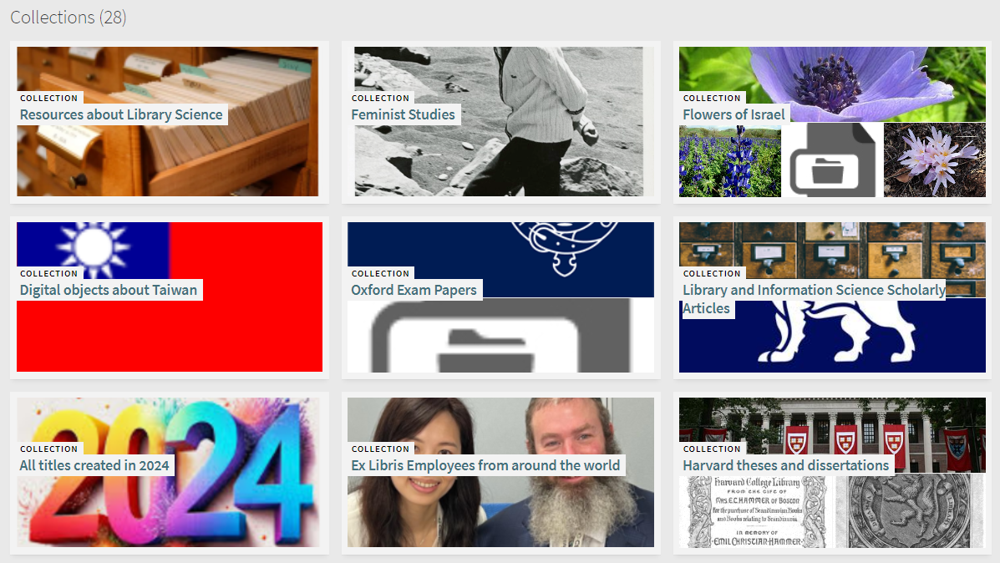 Collections (28)
COLLECTION
Resources about Library Science
COLLECTION
Feminist Studies
COLLECTION
Flowers of Israel
COLLECTION
Digital objects about Taiwan
COLLECTION
Oxford Exam Papers
COLLECTION
Library and Information Science Scholarly
Articles
2024
COLLECTION
All titles created in 2024
COLLECTION
Ex Libris Employees from around the world
COLLECTION
Harvard theses and dissertations
Harvard College Library
FROM THE GIFT OF
MRS. E.C. HAMMER OF BOSTON
for the purchase of Scandinavian Books
and Books relating to Scandinavia
IN MEMORY OF
EMIL CHRISTIAN HAMMER